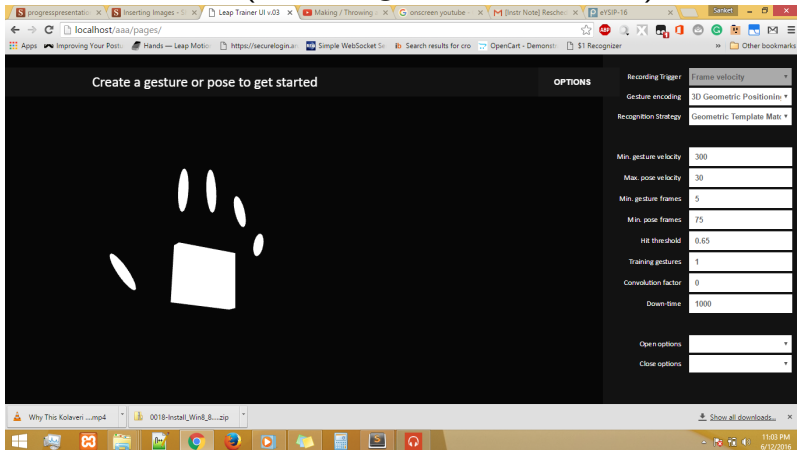 progresspresentatio
Inserting Images - S
Leap Trainer UI v.03
Making / Throwing
onscreen youtube -
[Instr Note] Resched
eYSIP-16
Sanket
localhost/aaa/pages/
Apps
Improving Your Postu
Hands — Leap Motio
https://securelogin.ar
Simple WebSocket Se
Search results for cro
OpenCart - Demonst
$1 Recognizer
»
Other bookmarks
Create a gesture or pose to get started
OPTIONS
Recording Trigger Frame velocity
Gesture encoding 3D Geometric Positionin
Recognition Strategy Geometric Template Matc
Min. gesture velocity 300
Max. pose velocity 30
Min. gesture frames 5
Min. pose frames 75
Hit threshold 0.65
Training gestures 1
Convolution factor 0
Down-time 1000
Open options
Close options
Why This Kolaveri ....mp4
0018-Install_Win8_8....zip
Show all downloads...
11:03 PM
6/12/2016